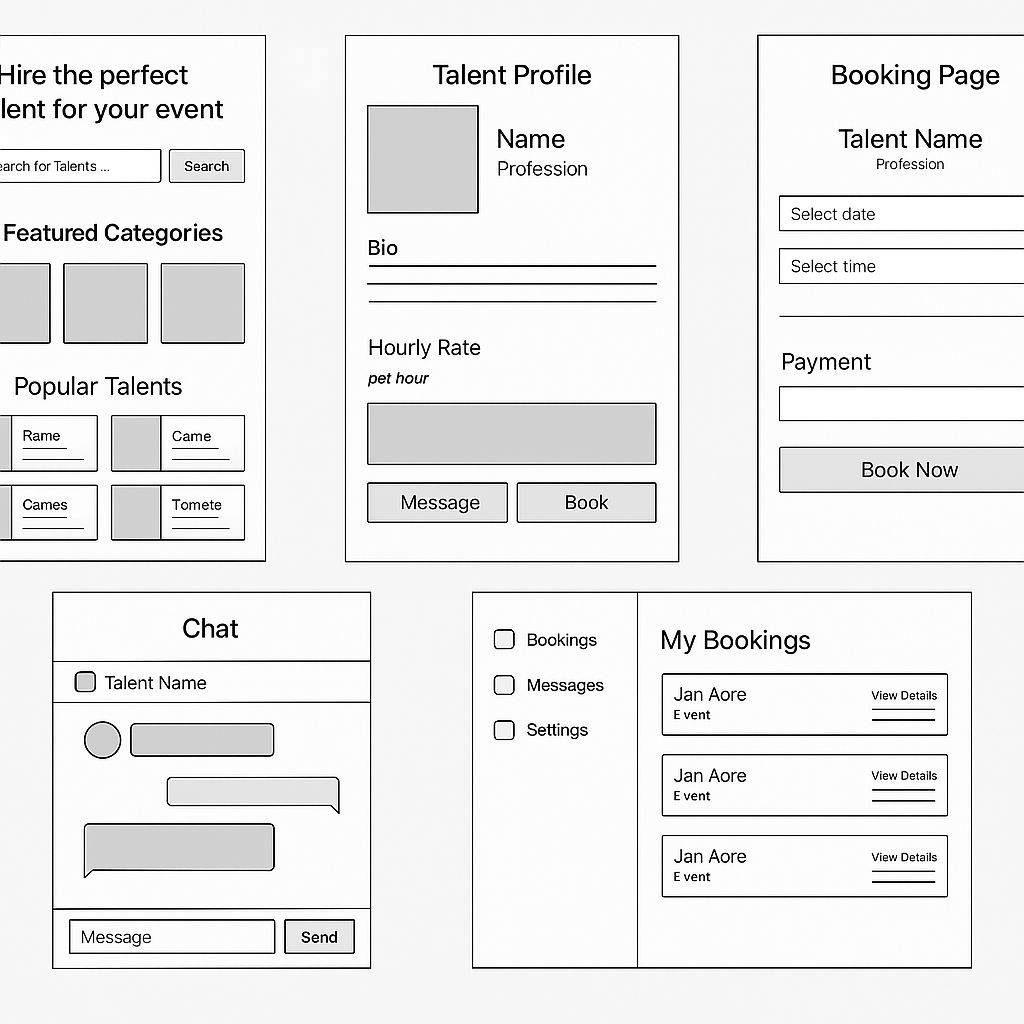 Hire the perfect
lent for your event
earch for Talents ...
Search
Featured Categories
Popular Talents
Rame
Came
Cames
Tomete
Talent Profile
Name
Profession
Bio
Hourly Rate
pet hour
Message
Book
Booking Page
Talent Name
Profession
Select date
Select time
Payment
Book Now
Chat
Talent Name
Message
Send
Bookings
Messages
Settings
My Bookings
Jan Aore
View Details
E vent
Jan Aore
View Details
E vent
Jan Aore
View Details
E vent